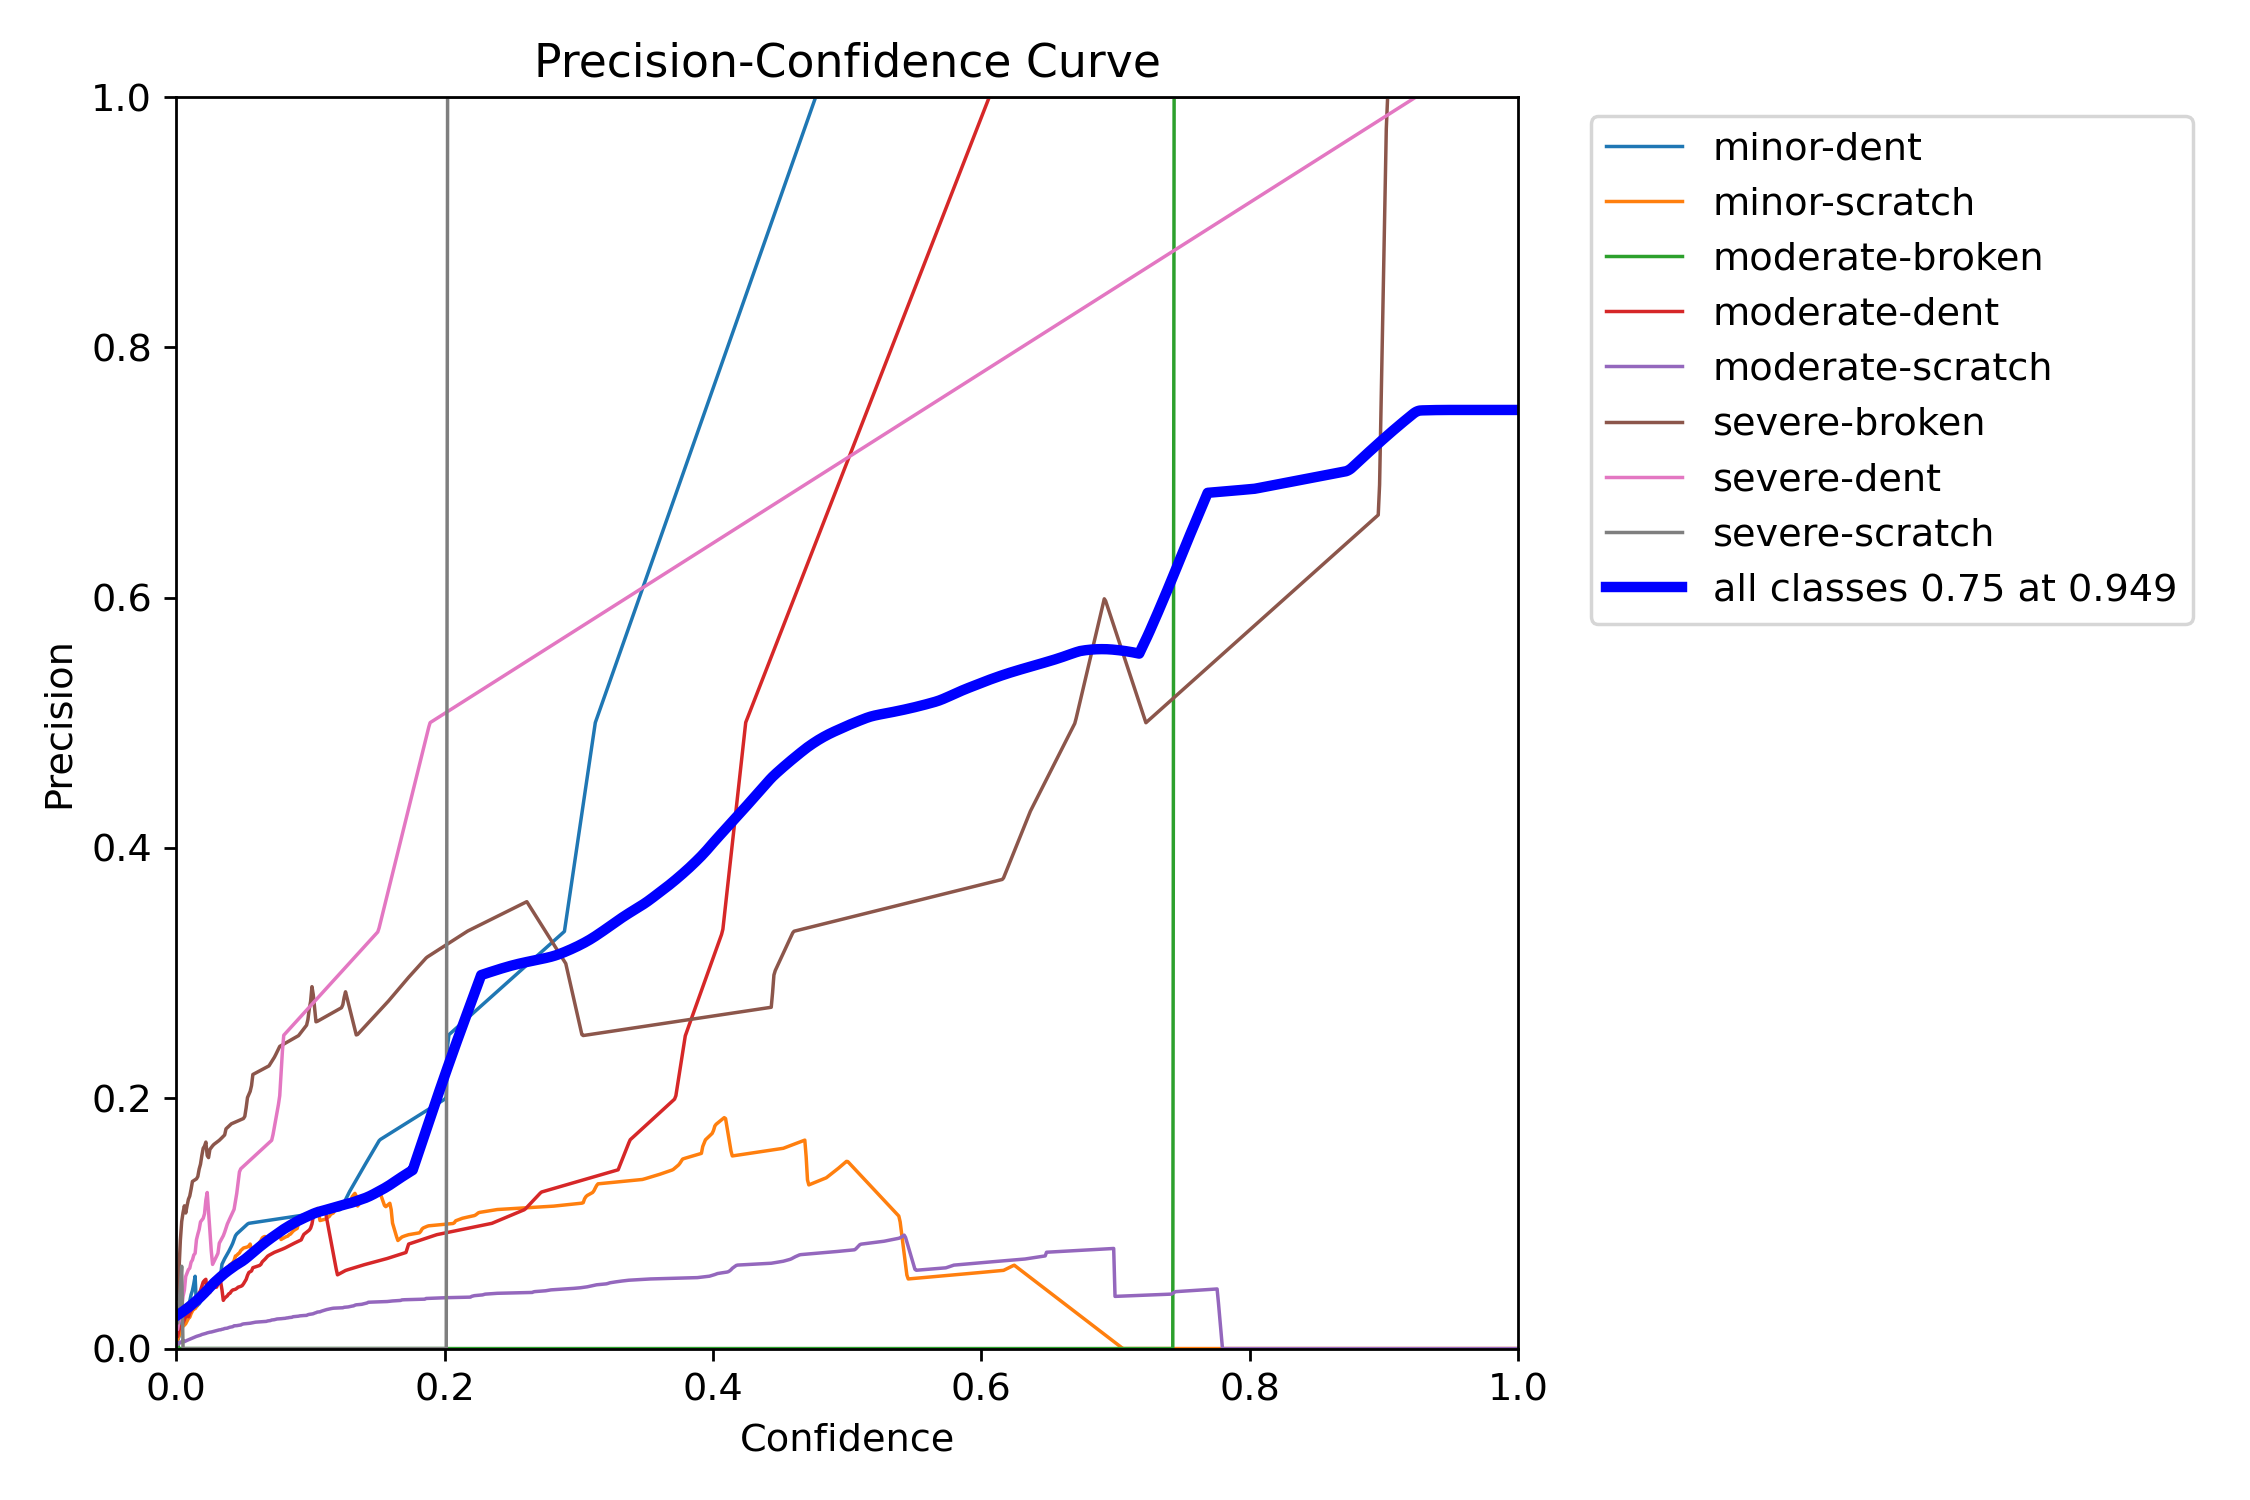 Precision-Confidence Curve
1.0
0.8
0.6
0.4
0.2
0.0
Precision
0.0 0.2 0.4 0.6 0.8 1.0
Confidence
minor-dent
minor-scratch
moderate-broken
moderate-dent
moderate-scratch
severe-broken
severe-dent
severe-scratch
all classes 0.75 at 0.949